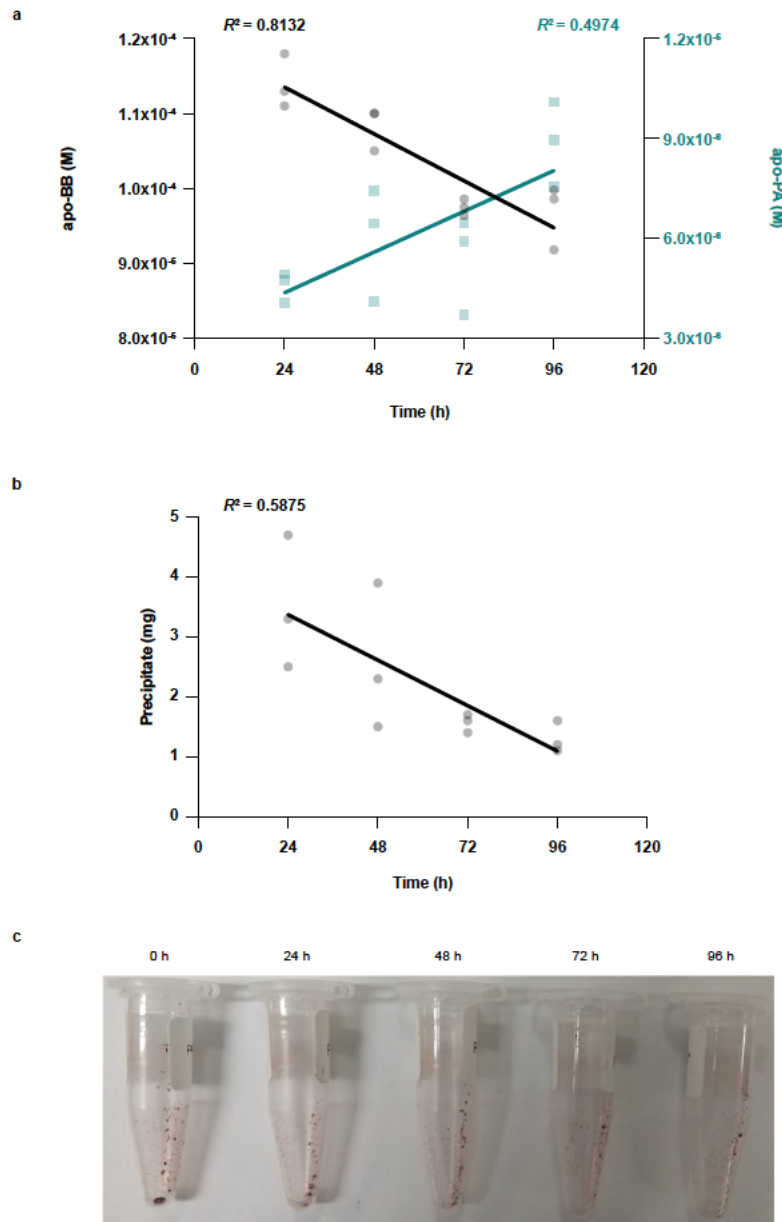 a
R² = 0.8132
R² = 0.4974
1.2x10⁻⁴
1.1x10⁻⁴
1.0x10⁻⁴
9.0x10⁻⁵
8.0x10⁻⁵
apo-BB (M)
1.2x10⁻⁵
9.0x10⁻⁶
6.0x10⁻⁶
3.0x10⁻⁶
apo-PA (M)
0 24 48 72 96 120
Time (h)
b
R² = 0.5875
5
4
3
2
1
0
Precipitate (mg)
0 24 48 72 96 120
Time (h)
c
0 h 24 h 48 h 72 h 96 h